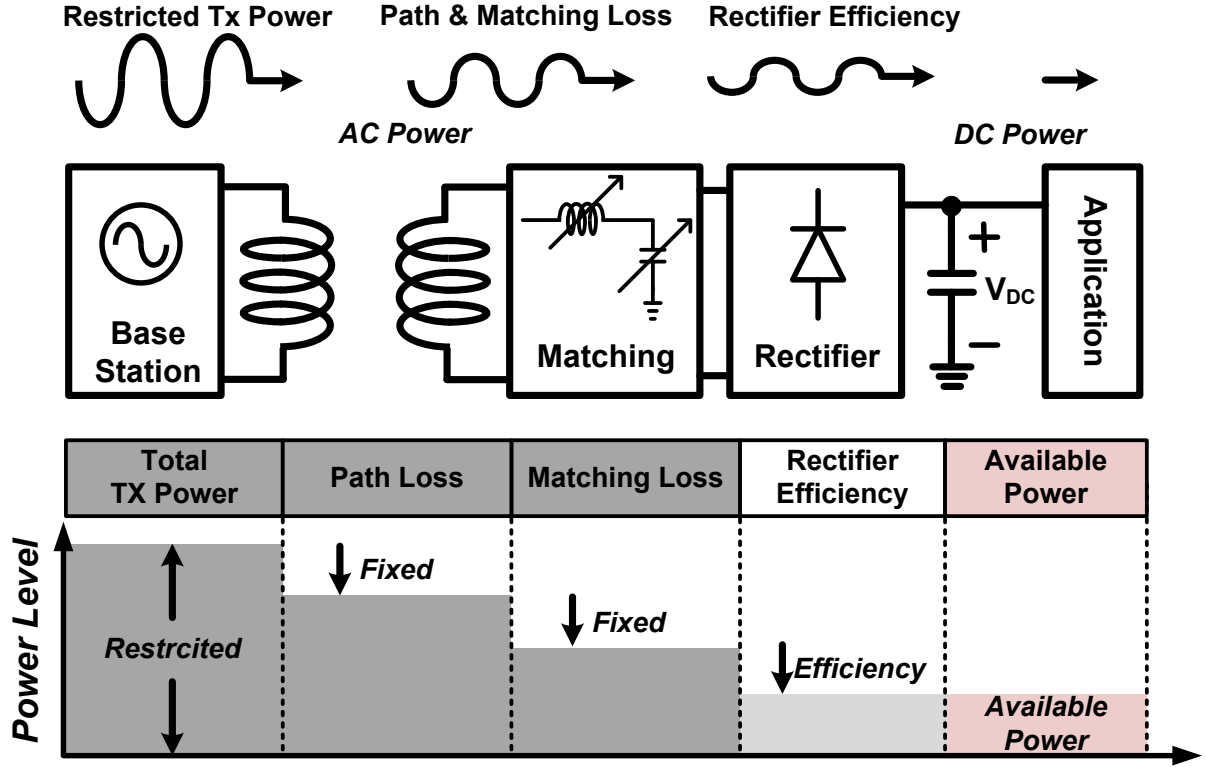 Restricted Tx Power
Path & Matching Loss
Rectifier Efficiency
AC Power
DC Power
Base
Station
Matching
Rectifier
+
VDC
−
Application
Total
TX Power
Path Loss
Matching Loss
Rectifier
Efficiency
Available
Power
Power Level
Restrcited
Fixed
Fixed
Efficiency
Available
Power